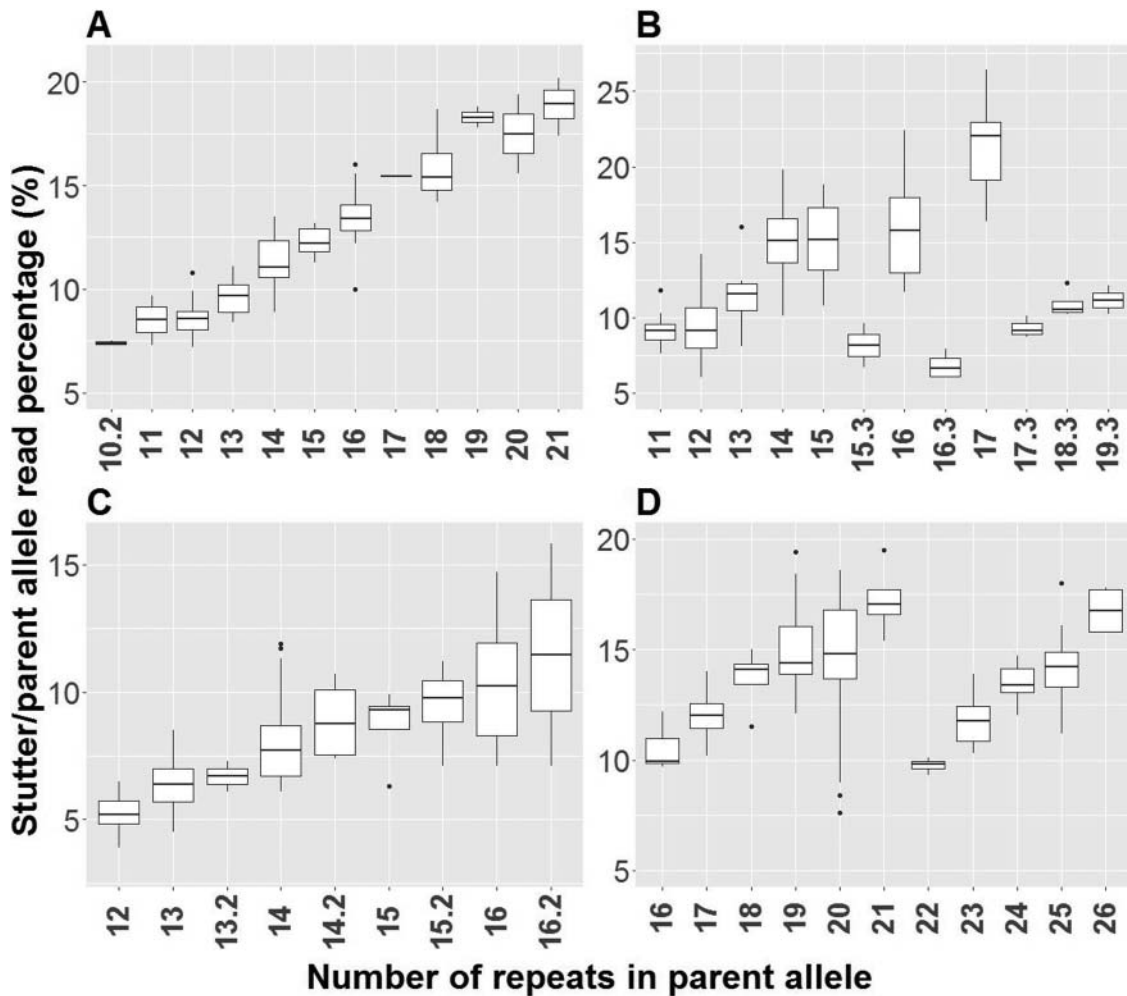 Stutter/parent allele read percentage (%)
A
20
15
10
5
10.2 11 12 13 14 15 16 17 18 19 20 21
B
25
20
15
10
5
11 12 13 14 15 15.3 16 16.3 17 17.3 18.3 19.3
C
15
10
5
12 13 13.2 14 14.2 15 15.2 16 16.2
D
20
15
10
5
16 17 18 19 20 21 22 23 24 25 26
Number of repeats in parent allele